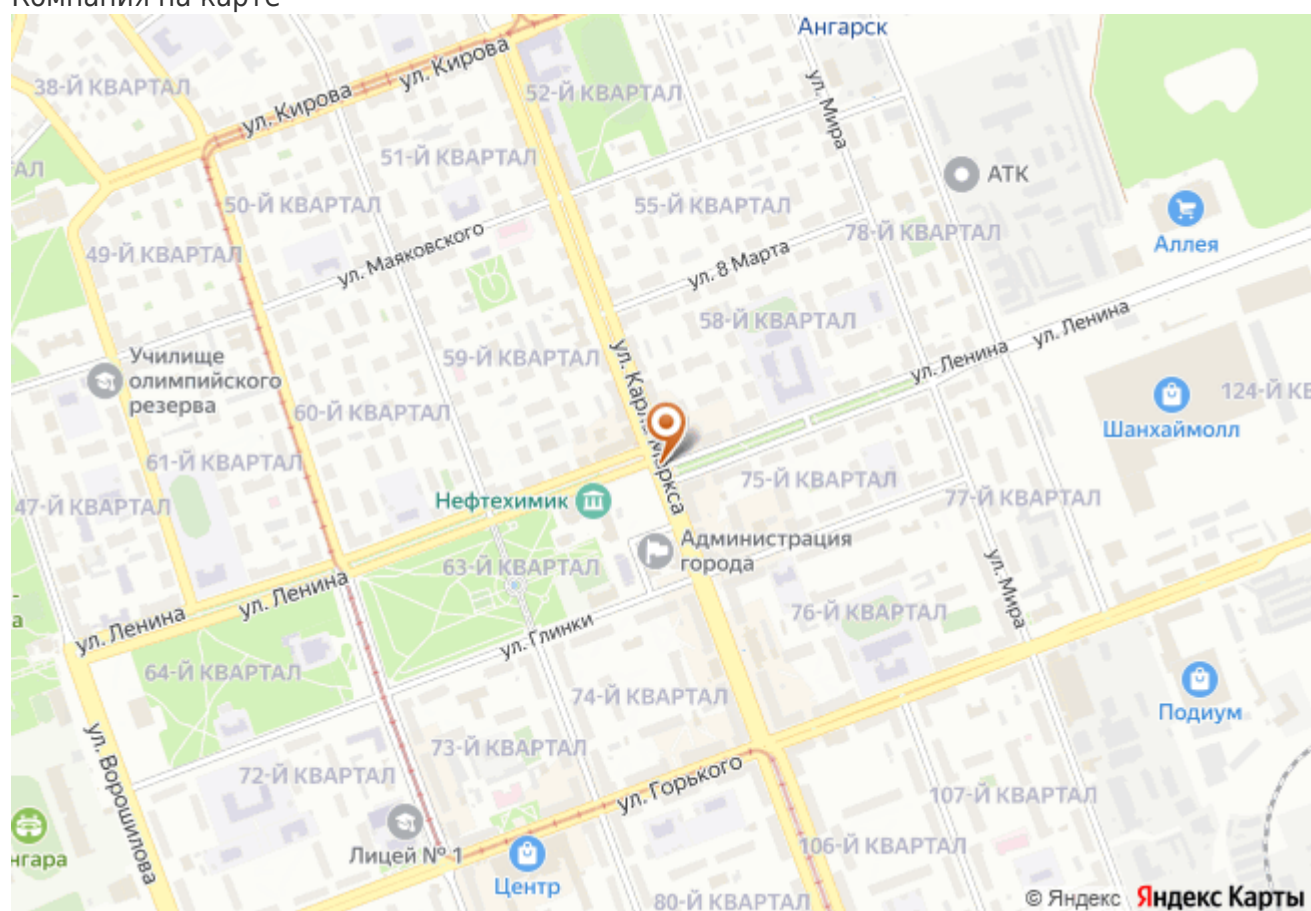 Компания на карте
Ангарск
ул. Кирова
38-Й КВАРТАЛ
52-Й КВАРТАЛ
ул. Кирова
ул. Мира
51-Й КВАРТАЛ
АЛ
АТК
50-Й КВАРТАЛ
55-Й КВАРТАЛ
78-Й КВАРТАЛ
Аллея
49-Й КВАРТАЛ
ул. Маяковского
ул. 8 Марта
58-Й КВАРТАЛ
ул. Ленина
ул. Ленина
Училище
олимпийского
резерва
59-Й КВАРТАЛ
ул. Карла Маркса
60-Й КВАРТАЛ
124-Й КВ
Шанхаймолл
61-Й КВАРТАЛ
75-Й КВАРТАЛ
77-Й КВАРТАЛ
47-Й КВАРТАЛ
Нефтехимик
Администрация
города
63-Й КВАРТАЛ
ул. Ленина
ул. Ленина
а
ул. Мира
76-Й КВАРТАЛ
ул. Глинки
64-Й КВАРТАЛ
74-Й КВАРТАЛ
Подиум
73-Й КВАРТАЛ
72-Й КВАРТАЛ
ул. Ворошилова
ул. Горького
107-Й КВАРТАЛ
нгара
Лицей № 1
106-Й КВАРТАЛ
Центр
80-Й КВАРТАЛ
© Яндекс Яндекс Карты